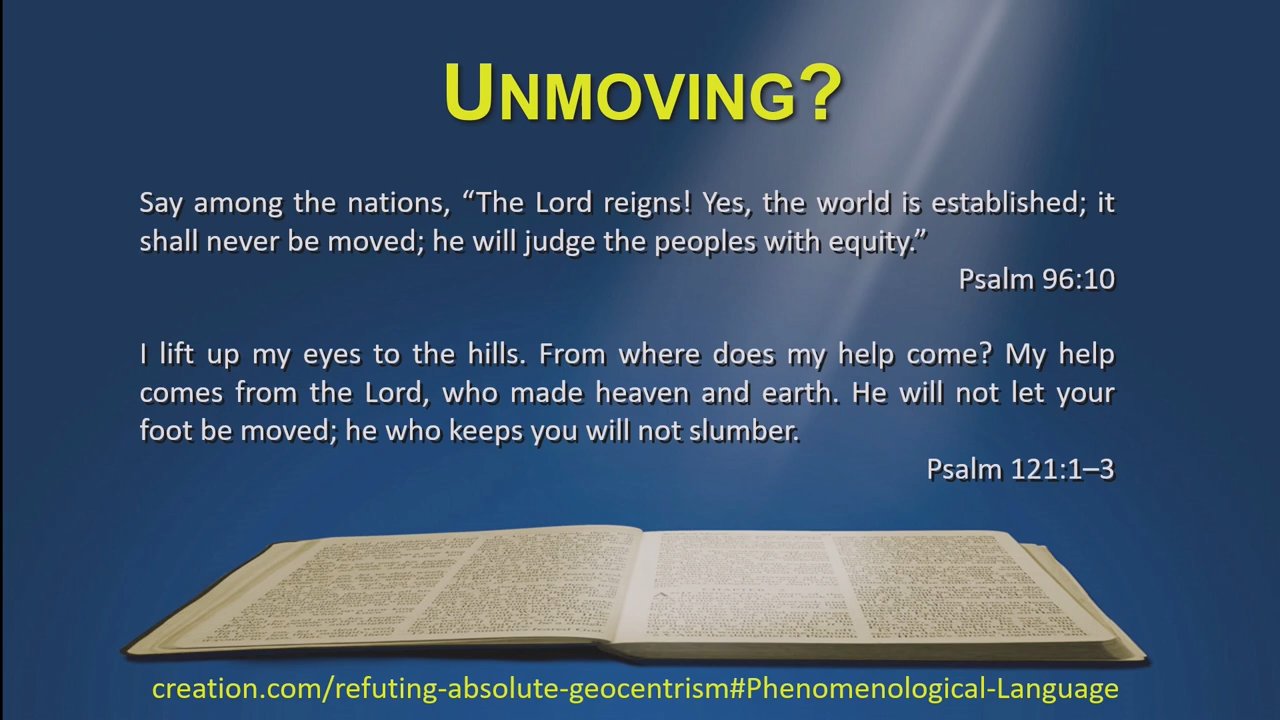 UNMOVING?
Say among the nations, “The Lord reigns! Yes, the world is established; it
shall never be moved; he will judge the peoples with equity.”
Psalm 96:10
I lift up my eyes to the hills. From where does my help come? My help
comes from the Lord, who made heaven and earth. He will not let your
foot be moved; he who keeps you will not slumber.
Psalm 121:1–3
creation.com/refuting-absolute-geocentrism#Phenomenological-Language